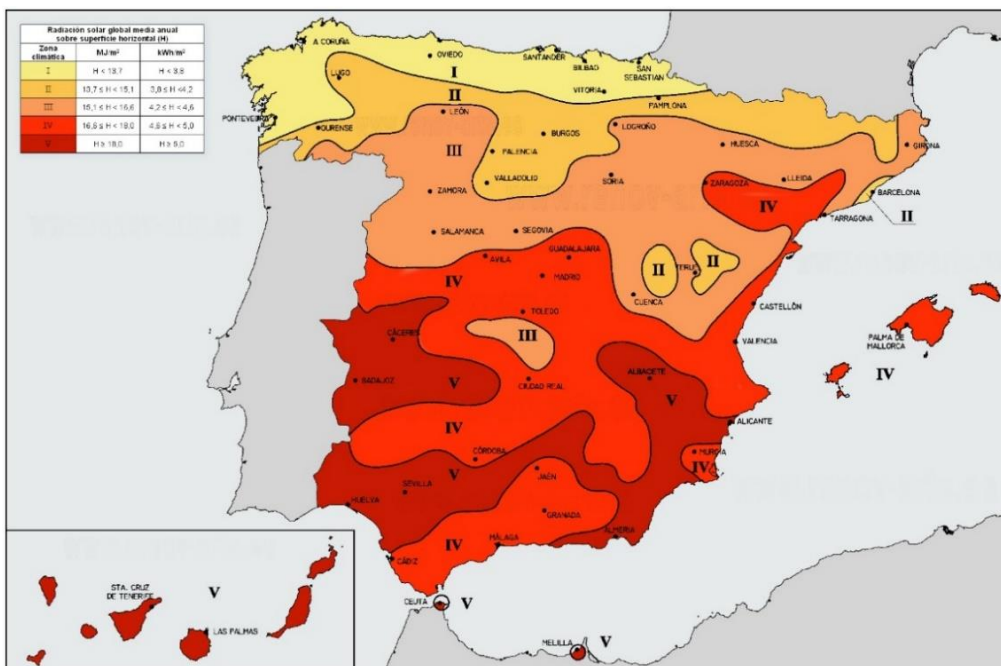 Radiación solar global media anual
sobre superficie horizontal (H)
Zona
climática
MJ/m²
kWh/m²
I
H < 13,7
H < 3,8
II
13,7 ≤ H < 15,1
3,8 ≤ H <4,2
III
15,1 ≤ H < 16,6
4,2 ≤ H < 4,6
IV
16,6 ≤ H < 18,0
4,6 ≤ H < 5,0
V
H ≥ 18,0
H ≥ 5,0
A CORUÑA
OVIEDO
SANTANDER
BILBAO
SAN
SEBASTIAN
I
LUGO
VITORIA
II
PAMPLONA
PONTEVEDRA
OURENSE
LEÓN
BURGOS
LOGROÑO
HUESCA
GIRONA
III
PALENCIA
VALLADOLID
ZAMORA
SORIA
ZARAGOZA
LLEIDA
BARCELONA
IV
TARRAGONA
II
SALAMANCA
SEGOVIA
AVILA
GUADALAJARA
IV
MADRID
II
II
TERUEL
CUENCA
CASTELLÓN
TOLEDO
CÁCERES
III
VALENCIA
PALMA DE
MALLORCA
IV
BADAJOZ
V
CIUDAD REAL
ALBACETE
V
ALICANTE
IV
CÓRDOBA
MURCIA
IV
V
JAÉN
SEVILLA
HUELVA
GRANADA
ALMERIA
IV
MÁLAGA
CÁDIZ
CEUTA
V
MELILLA
V
STA. CRUZ
DE TENERIFE
V
LAS PALMAS